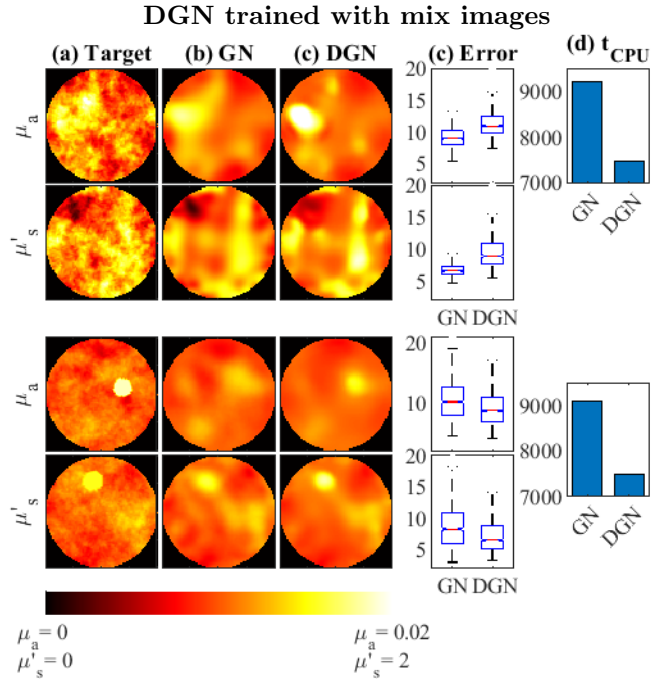 DGN trained with mix images
(a) Target (b) GN (c) DGN (c) Error (d) t_CPU
μ_a
20
15
10
5
9000
8000
7000
GN DGN
μ'_s
20
15
10
5
GN DGN
μ_a
20
10
9000
8000
7000
GN DGN
μ'_s
20
15
10
5
GN DGN
μ_a = 0 μ_a = 0.02
μ'_s = 0 μ'_s = 2